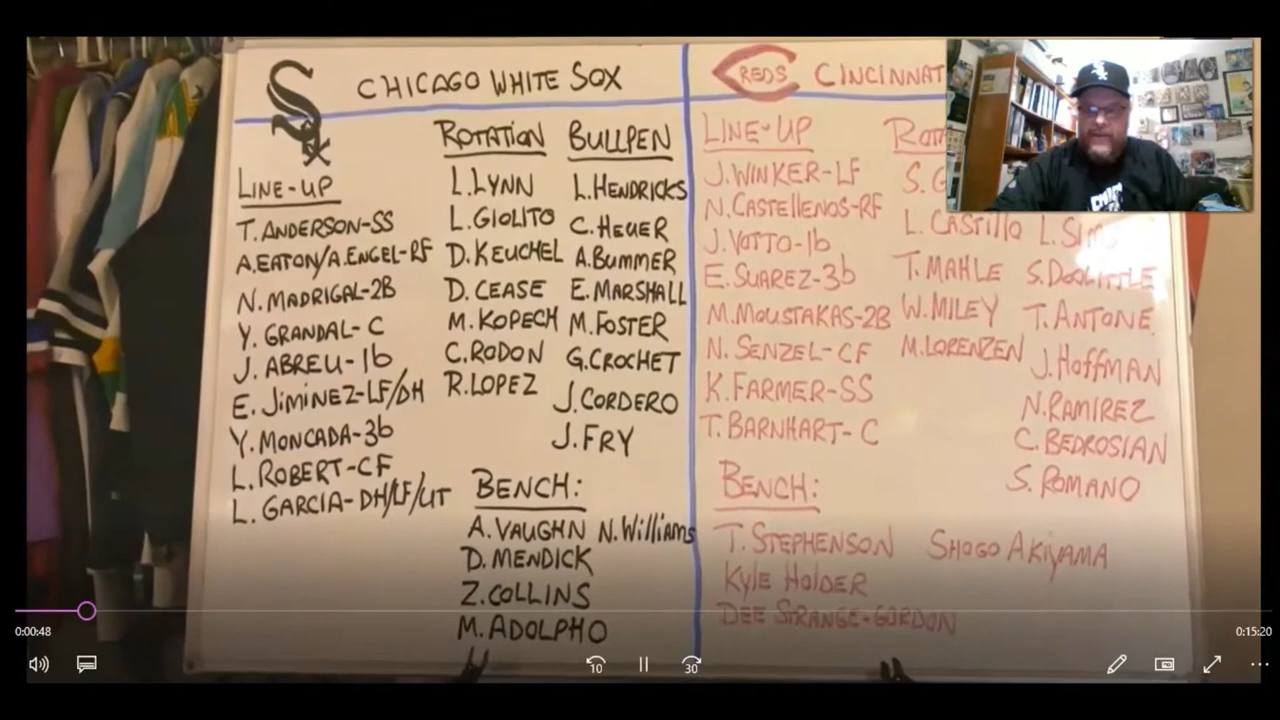 CHICAGO WHITE SOX
LINE-UP
T. ANDERSON-SS
A. EATON/A. ENGEL-RF
N. MADRIGAL-2B
Y. GRANDAL-C
J. ABREU-1b
E. JIMINEZ-LF/DH
Y. MONCADA-3b
L. ROBERT-CF
L. GARCIA-DH/LF/UT
ROTATION
L. LYNN
L. GIOLITO
D. KEUCHEL
D. CEASE
M. KOPECH
C. RODON
R. LOPEZ
BULLPEN
L. HENDRICKS
C. HEUER
A. BUMMER
E. MARSHALL
M. FOSTER
G. CROCHET
J. CORDERO
J. FRY
BENCH:
A. VAUGHN N. Williams
D. MENDICK
Z. COLLINS
M. ADOLPHO
REDS CINCINNAT
LINE-UP
J. WINKER-LF
N. CASTELLENOS-RF
J. VOTTO-1b
E. SUAREZ-3b
M. MOUSTAKAS-2B
N. SENZEL-CF
K. FARMER-SS
T. BARNHART-C
L. CASTILLO
T. MAHLE
W. MILEY
M. LORENZEN
L. SIMS
S. DOOLITTLE
T. ANTONE
J. HOFFMAN
N. RAMIREZ
C. BEDROSIAN
S. ROMANO
BENCH:
T. STEPHENSON SHOGO AKIYAMA
Kyle Holder
DEE STRANGE-GORDON
0:00:48
0:15:20
10
30